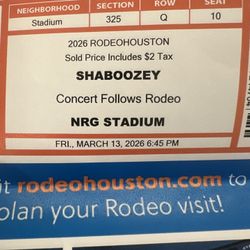 NEIGHBORHOOD SECTION ROW SEAT
Stadium 325 Q 10
2026 RODEOHOUSTON
Sold Price Includes $2 Tax
SHABOOZEY
Concert Follows Rodeo
NRG STADIUM
FRI., MARCH 13, 2026 6:45 PM
it rodeohouston.com to
plan your Rodeo visit!